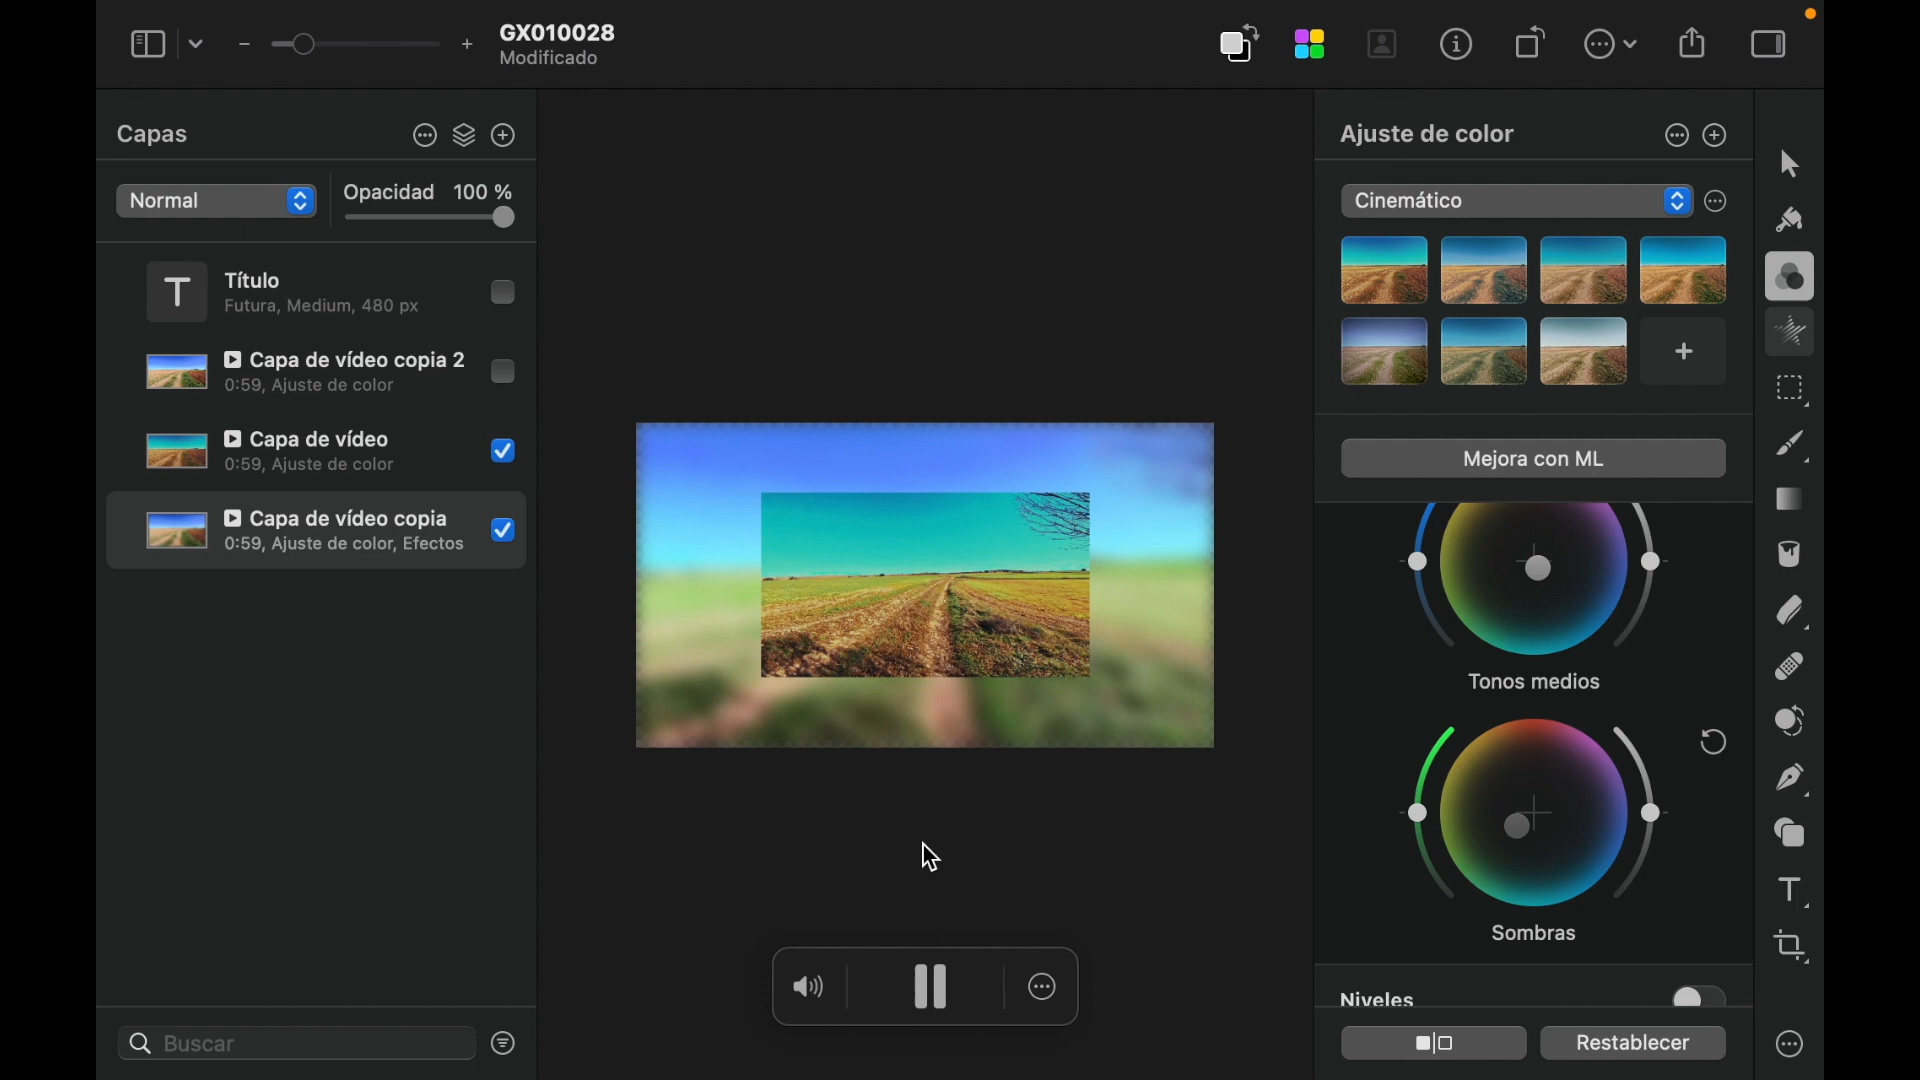 GX010028
Modificado
Capas
Normal
Opacidad 100 %
Título
Futura, Medium, 480 px
Capa de vídeo copia 2
0:59, Ajuste de color
Capa de vídeo
0:59, Ajuste de color
Capa de vídeo copia
0:59, Ajuste de color, Efectos
Buscar
Ajuste de color
Cinemático
Mejora con ML
Tonos medios
Sombras
Niveles
Restablecer